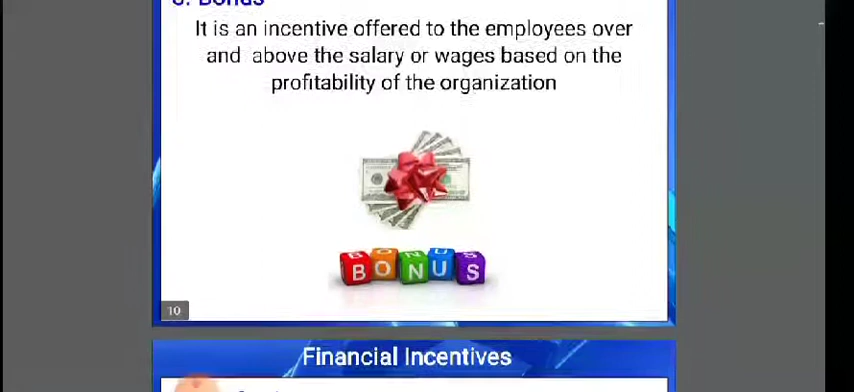 Bonus
It is an incentive offered to the employees over
and above the salary or wages based on the
profitability of the organization
BONUS
10
Financial Incentives